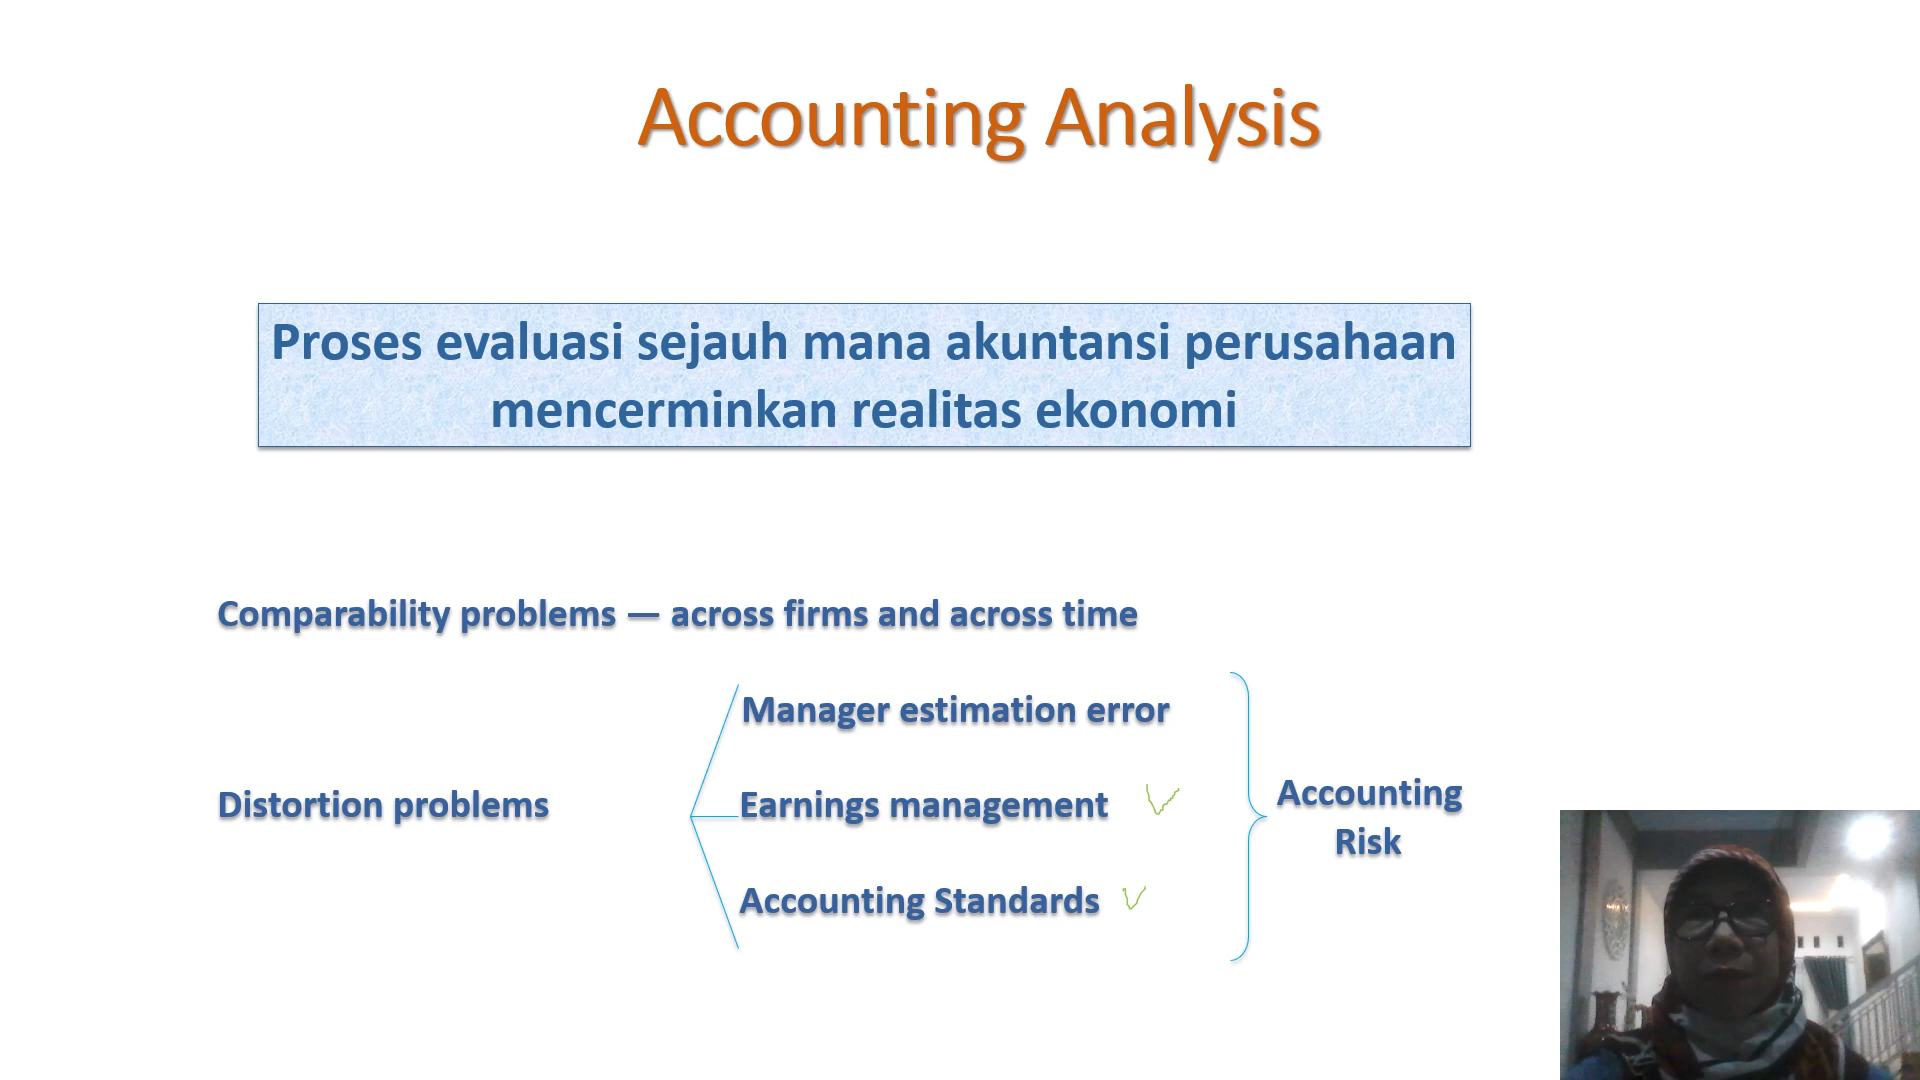 Accounting Analysis
Proses evaluasi sejauh mana akuntansi perusahaan
mencerminkan realitas ekonomi
Comparability problems — across firms and across time
Manager estimation error
Distortion problems
Earnings management
Accounting Standards
Accounting
Risk